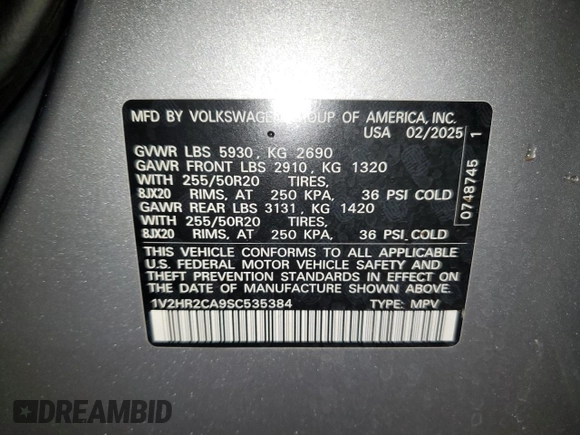 MFD BY VOLKSWAGEN GROUP OF AMERICA, INC.
USA 02/2025
GVWR LBS 5930, KG 2690
GAWR FRONT LBS 2910, KG 1320
WITH 255/50R20 TIRES,
8JX20 RIMS, AT 250 KPA, 36 PSI COLD
GAWR REAR LBS 3131, KG 1420
WITH 255/50R20 TIRES,
8JX20 RIMS, AT 250 KPA, 36 PSI COLD
THIS VEHICLE CONFORMS TO ALL APPLICABLE
U.S. FEDERAL MOTOR VEHICLE SAFETY AND
THEFT PREVENTION STANDARDS IN EFFECT ON
THE DATE OF MANUFACTURE SHOWN ABOVE.
1V2HR2CA9SC535384 TYPE: MPV
0748745 1
DREAMBID